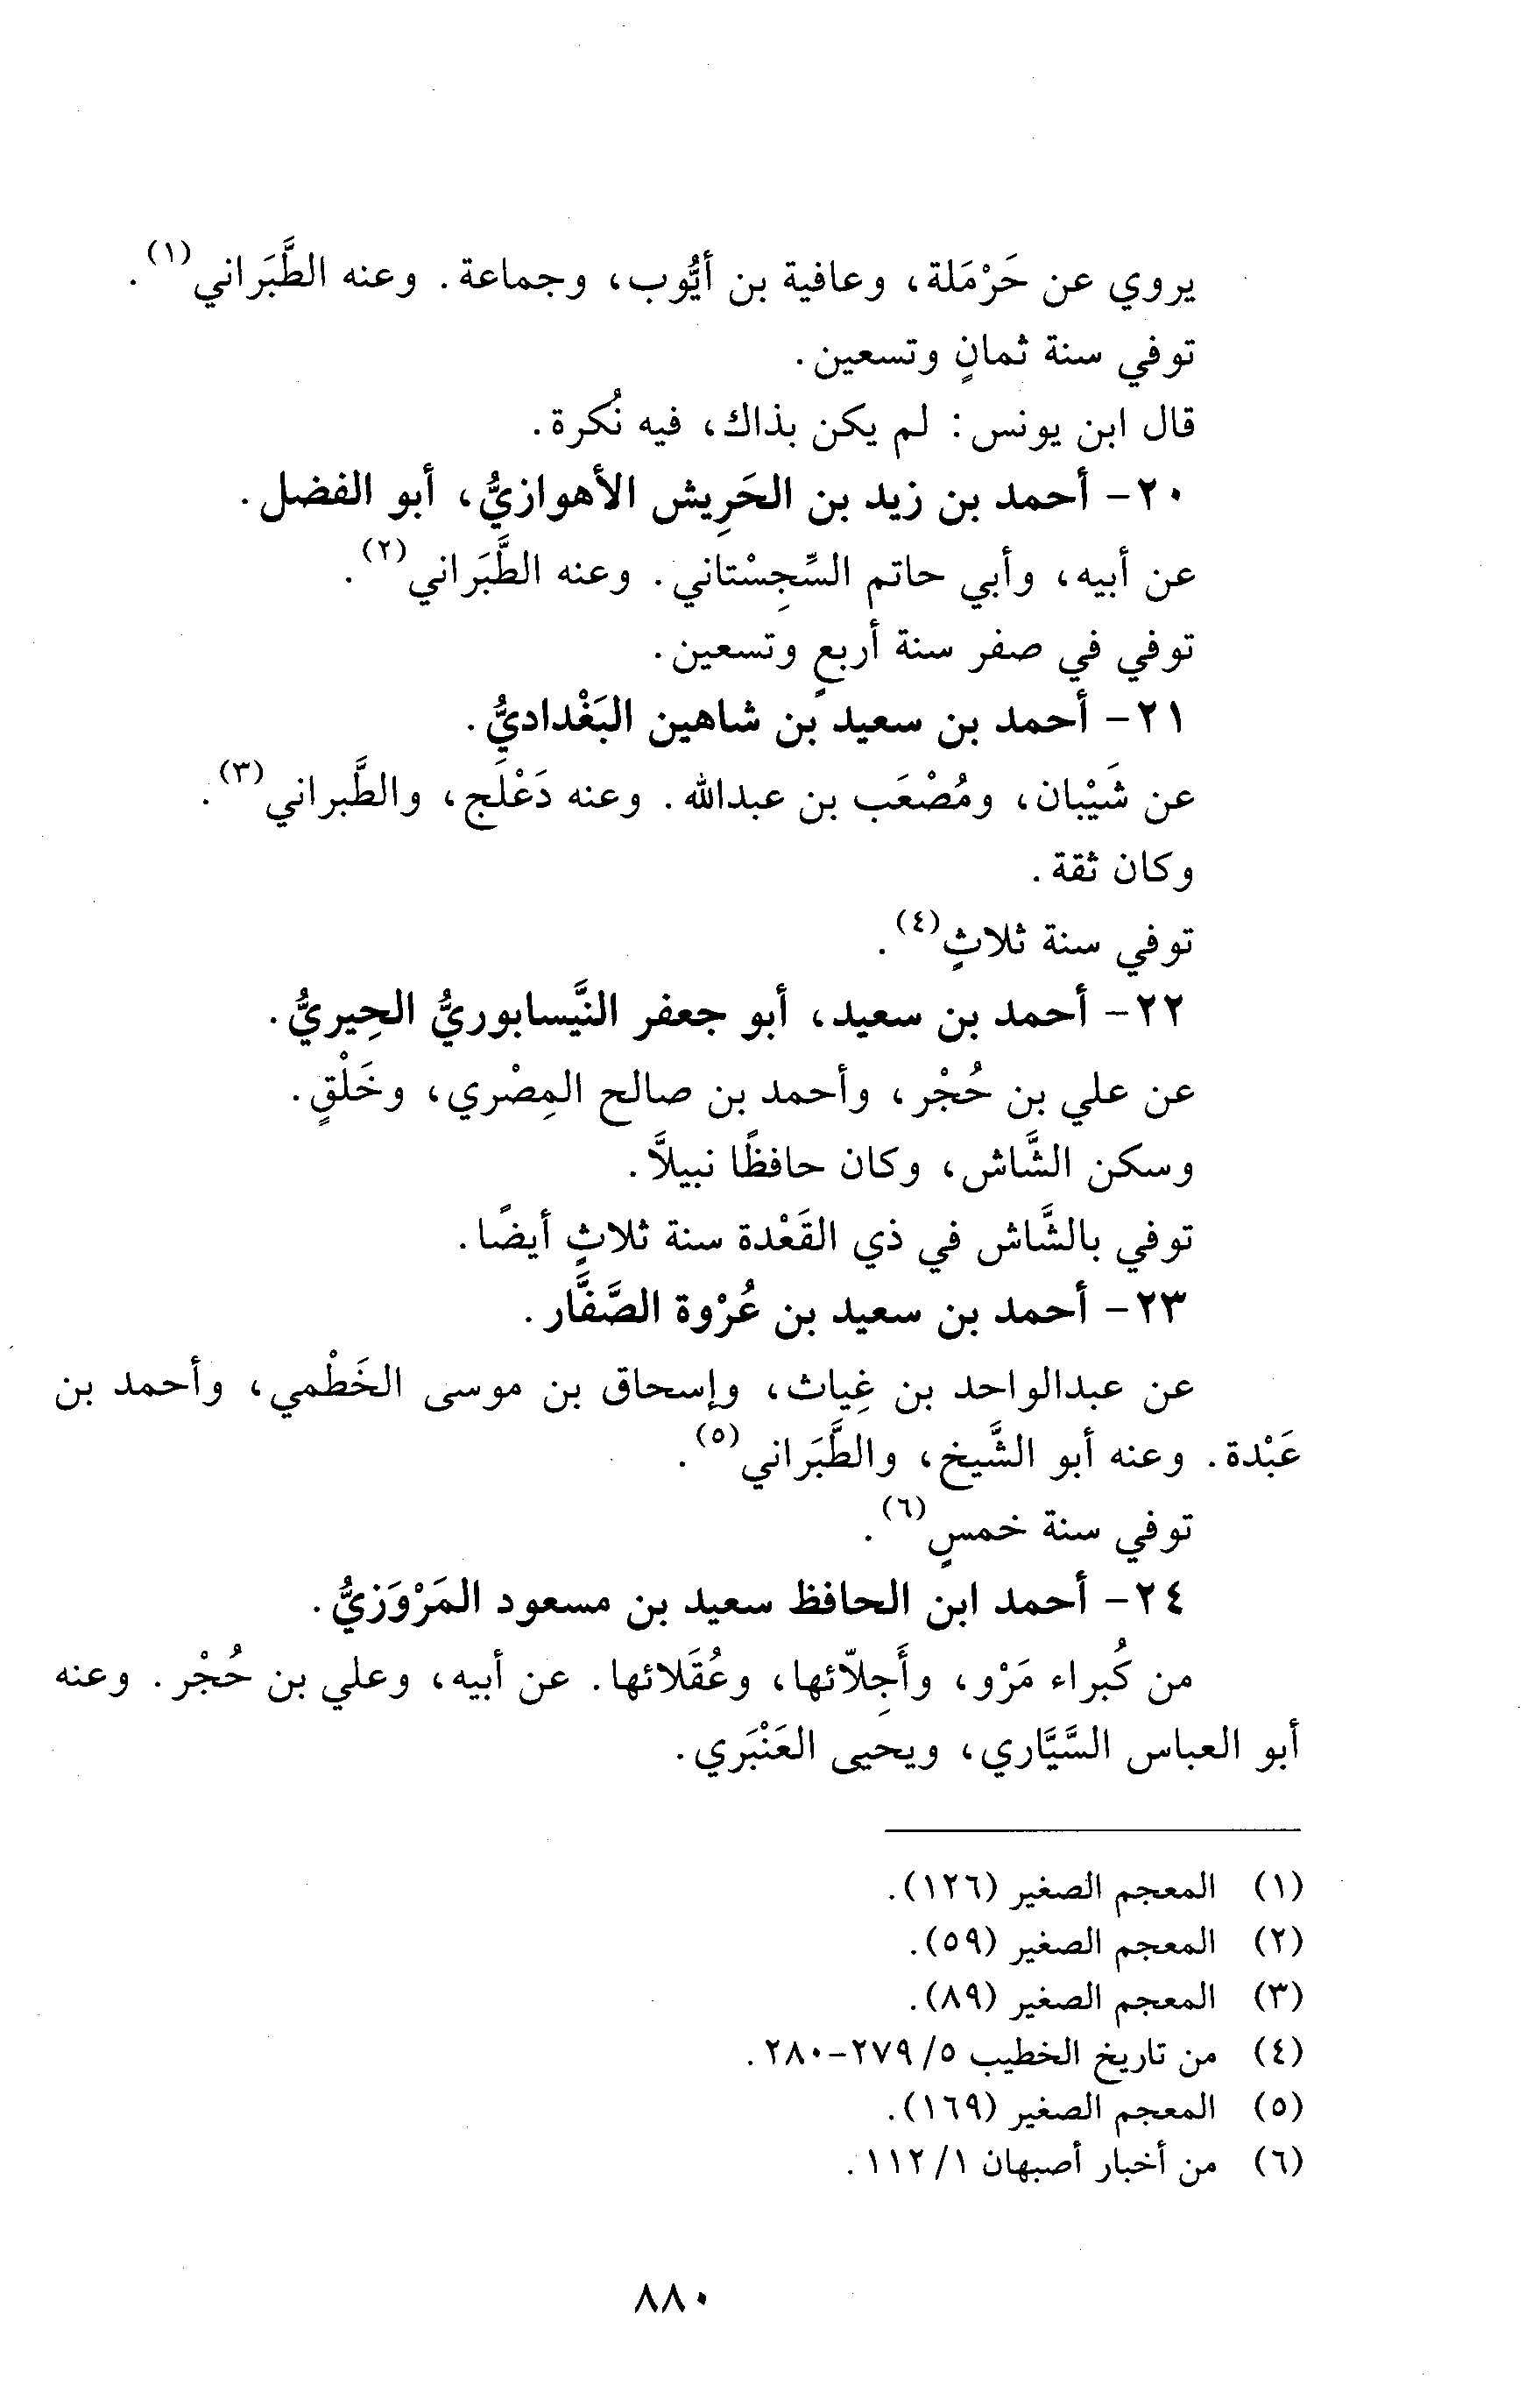 يروي عن حَرْمَلة، وعافية بن أيُّوب، وجماعة. وعنه الطَّبَراني(١).
توفي سنة ثمانٍ وتسعين.
قال ابن يونس: لم يكن بذاك، فيه نُكرة.
٢٠- أحمد بن زيد بن الحَرِيش الأهوازيُّ، أبو الفضل.
عن أبيه، وأبي حاتم السِّجِسْتاني. وعنه الطَّبَراني(٢).
توفي في صفر سنة أربعٍ وتسعين.
٢١- أحمد بن سعيد بن شاهين البَغْداديُّ.
عن شَيْبان، ومُصْعَب بن عبدالله. وعنه دَعْلَج، والطَّبراني(٣).
وكان ثقة.
توفي سنة ثلاثٍ(٤).
٢٢- أحمد بن سعيد، أبو جعفر النَّيسابوريُّ الحِيريُّ.
عن علي بن حُجْر، وأحمد بن صالح المِصْري، وخَلْقٍ.
وسكن الشَّاش، وكان حافظًا نبيلاً.
توفي بالشَّاش في ذي القَعْدة سنة ثلاثٍ أيضًا.
٢٣- أحمد بن سعيد بن عُرْوة الصَّفَّار.
عن عبدالواحد بن غِياث، وإسحاق بن موسى الخَطْمي، وأحمد بن
عَبْدة. وعنه أبو الشَّيخ، والطَّبَراني(٥).
توفي سنة خمسٍ(٦).
٢٤- أحمد ابن الحافظ سعيد بن مسعود المَرْوَزيُّ.
من كُبراء مَرْو، وأَجِلاّئها، وعُقَلائها. عن أبيه، وعلي بن حُجْر. وعنه
أبو العباس السَّيَّاري، ويحيى العَنْبَري.
(١) المعجم الصغير (١٢٦).
(٢) المعجم الصغير (٥٩).
(٣) المعجم الصغير (٨٩).
(٤) من تاريخ الخطيب ٥/ ٢٧٩-٢٨٠.
(٥) المعجم الصغير (١٦٩).
(٦) من أخبار أصبهان ١/ ١١٢.
٨٨٠